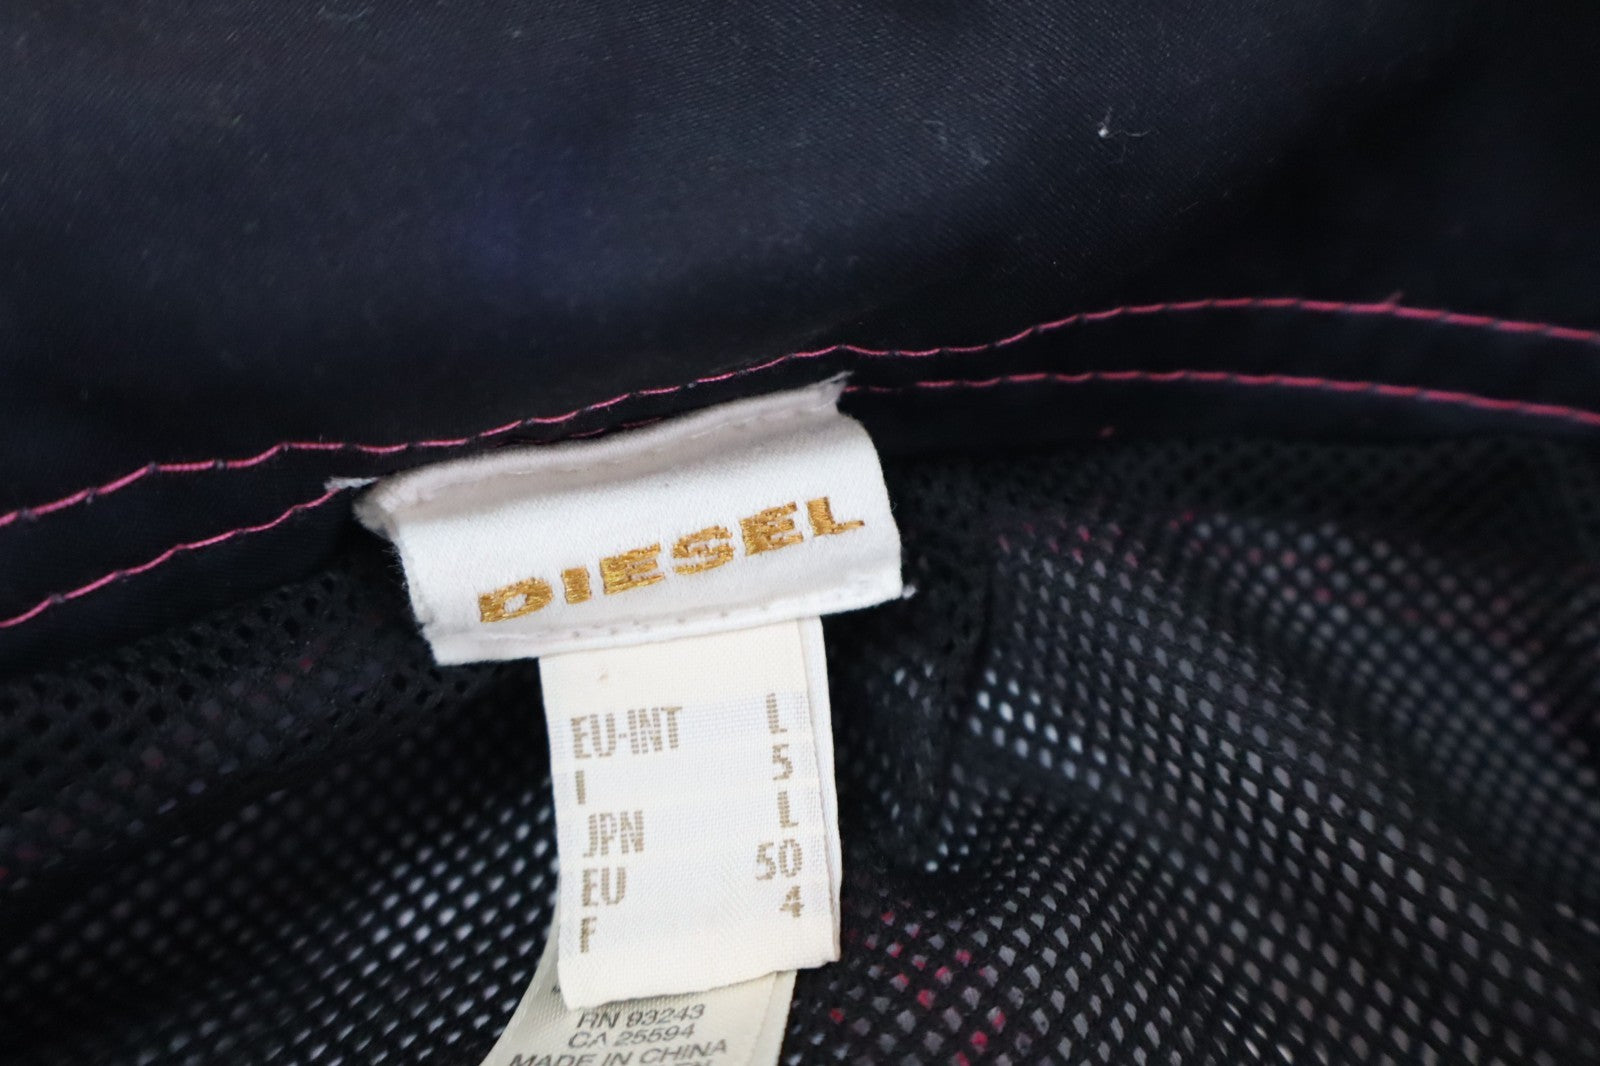 DIESEL
EU-INT L
I 5
JPN L
EU 50
F 4
RN 93243
CA 25594
MADE IN CHINA